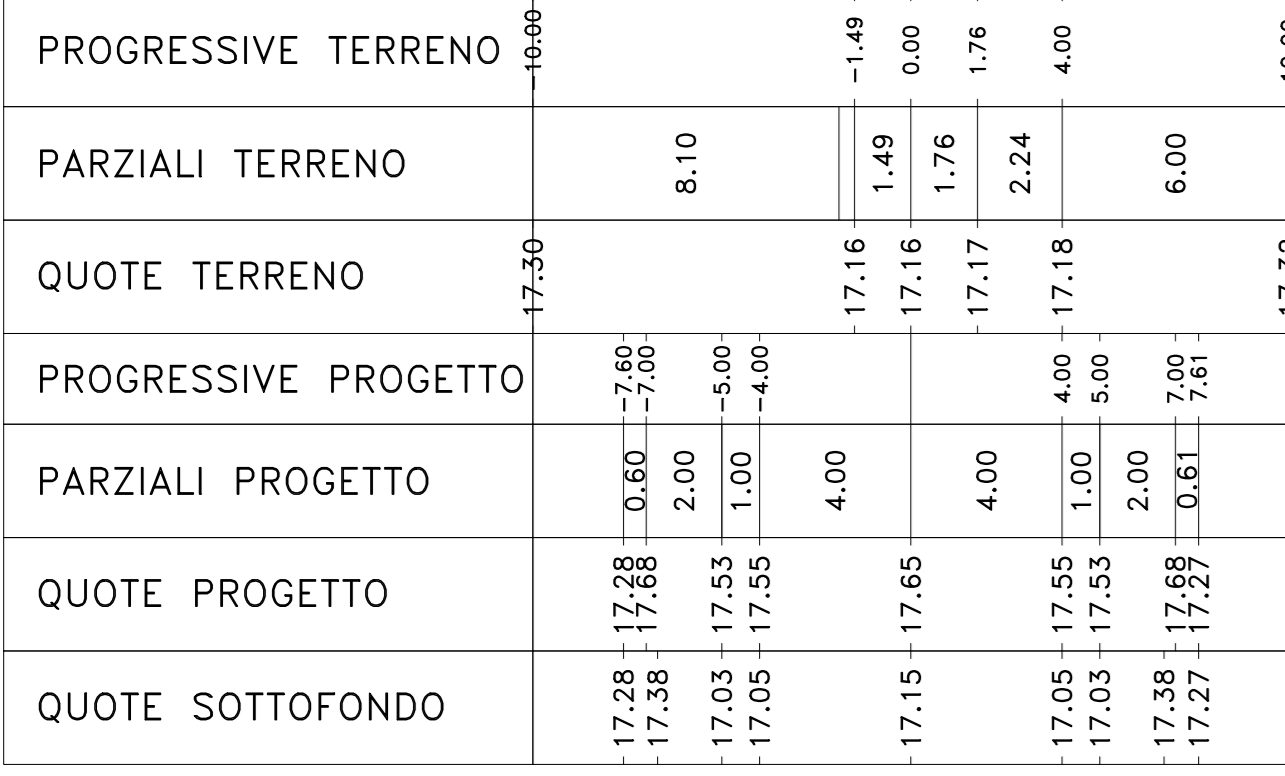 PROGRESSIVE TERRENO -10.00 -1.49 0.00 1.76 4.00
PARZIALI TERRENO 8.10 1.49 1.76 2.24 6.00
QUOTE TERRENO 17.30 17.16 17.16 17.17 17.18
PROGRESSIVE PROGETTO -7.60 -7.00 -5.00 -4.00 4.00 5.00 7.00 7.61
PARZIALI PROGETTO 0.60 2.00 1.00 4.00 4.00 1.00 2.00 0.61
QUOTE PROGETTO 17.28 17.68 17.53 17.55 17.65 17.55 17.53 17.68 17.27
QUOTE SOTTOFONDO 17.28 17.38 17.03 17.05 17.15 17.05 17.03 17.38 17.27